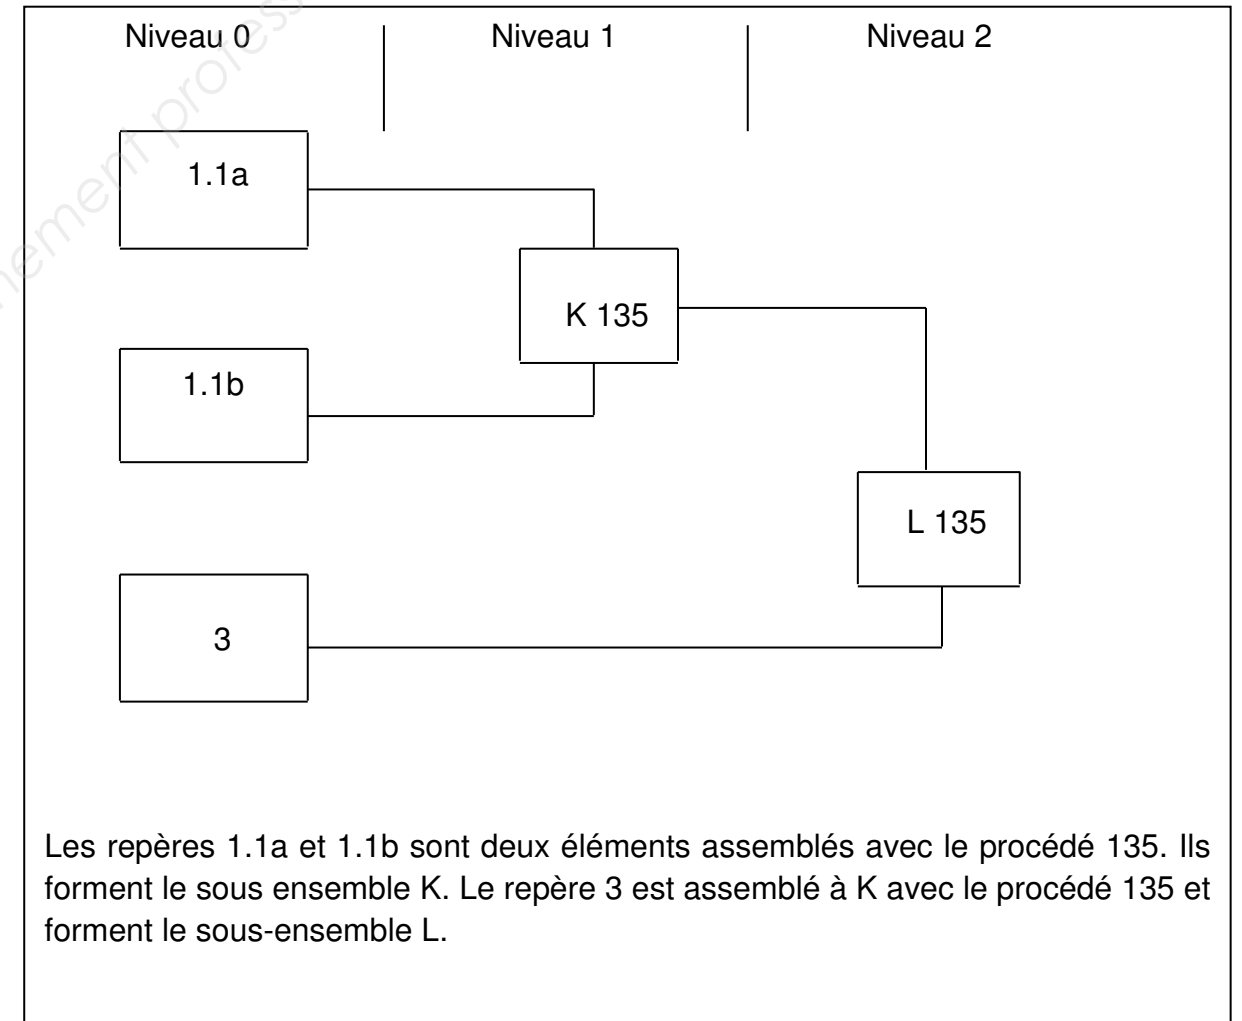 Niveau 0 Niveau 1 Niveau 2
1.1a
K 135
1.1b
L 135
3
Les repères 1.1a et 1.1b sont deux éléments assemblés avec le procédé 135. Ils
forment le sous ensemble K. Le repère 3 est assemblé à K avec le procédé 135 et
forment le sous-ensemble L.